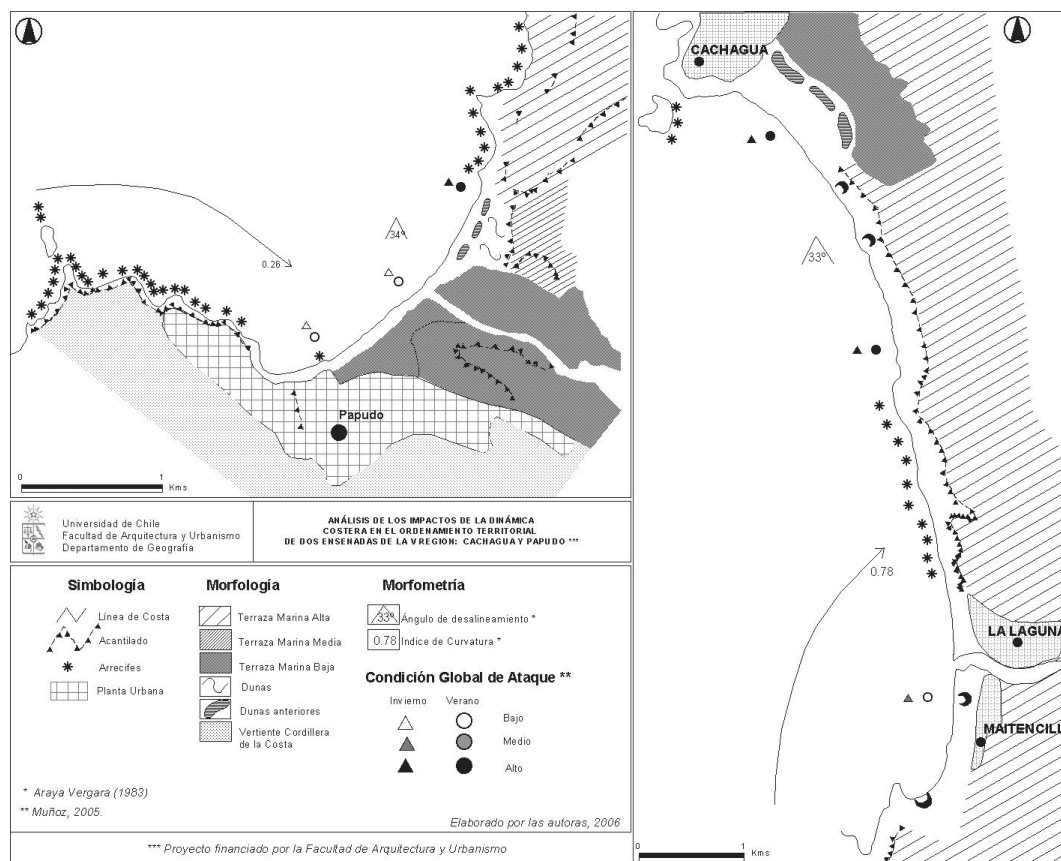 0.26
34º
Papudo
0 1
Kms
CACHAGUA
33º
0.78
LA LAGUNA
MAITENCILL
0 1
Kms
Universidad de Chile
Facultad de Arquitectura y Urbanismo
Departamento de Geografía
ANÁLISIS DE LOS IMPACTOS DE LA DINÁMICA
COSTERA EN EL ORDENAMIENTO TERRITORIAL
DE DOS ENSENADAS DE LA V REGION: CACHAGUA Y PAPUDO ***
Simbología
Línea de Costa
Acantilado
Arrecifes
Planta Urbana
Morfología
Terraza Marina Alta
Terraza Marina Media
Terraza Marina Baja
Dunas
Dunas anteriores
Vertiente Cordillera
de la Costa
Morfometría
33º Ángulo de desalineamiento *
0.78 Indice de Curvatura *
Condición Global de Ataque **
Invierno Verano
Bajo
Medio
Alto
* Araya Vergara (1983)
** Muñoz, 2005.
Elaborado por las autoras, 2006
*** Proyecto financiado por la Facultad de Arquitectura y Urbanismo